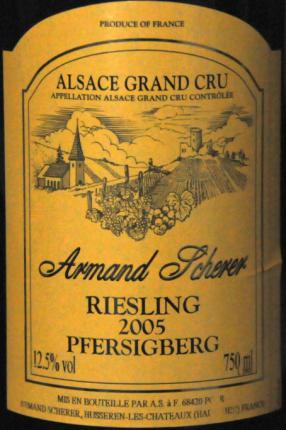 PRODUCE OF FRANCE
ALSACE GRAND CRU
APPELLATION ALSACE GRAND CRU CONTRÔLÉE
Armand Scherer
RIESLING
2005
PFERSIGBERG
12.5% vol 750 ml
MIS EN BOUTEILLE PAR A.S. à F. 68420
SCHERER, HUSSEREN-LES-CHATEAUX FRANCE